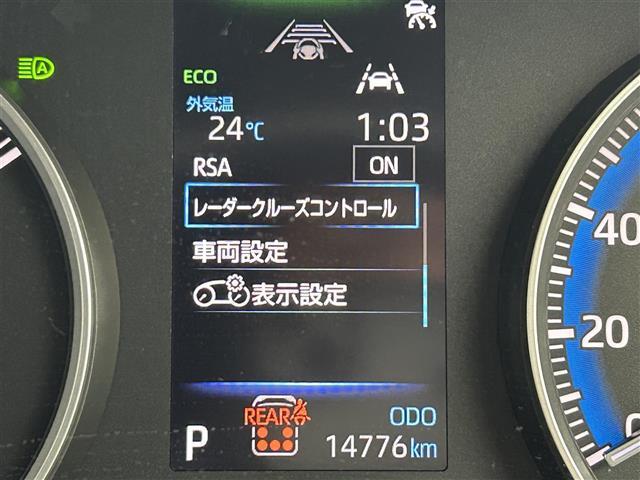 A
ECO
外気温
24℃ 1:03
RSA ON
レーダークルーズコントロール
車両設定
表示設定
REAR
ODO
P 14776km
40
20
0